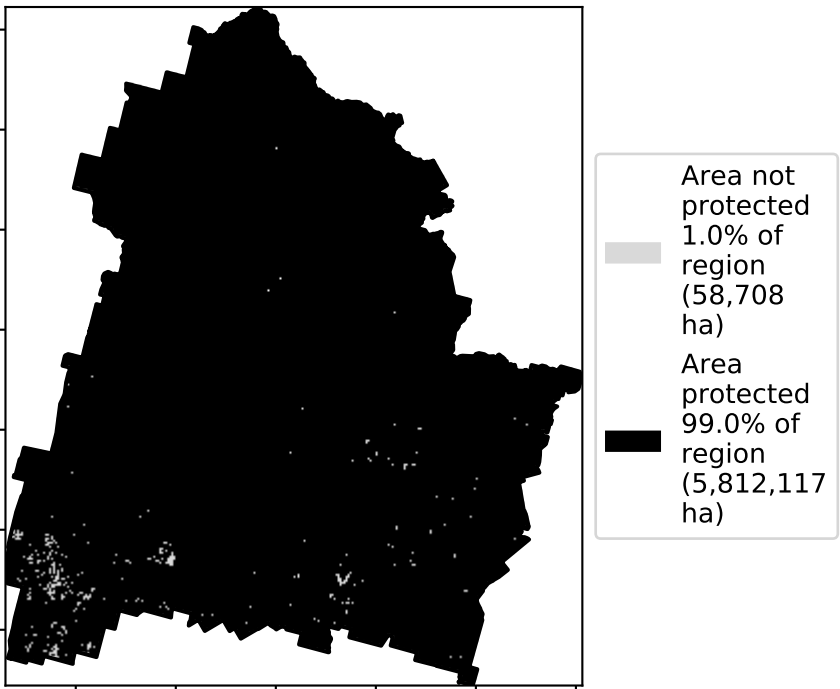 Area not
protected
1.0% of
region
(58,708
ha)
Area
protected
99.0% of
region
(5,812,117
ha)